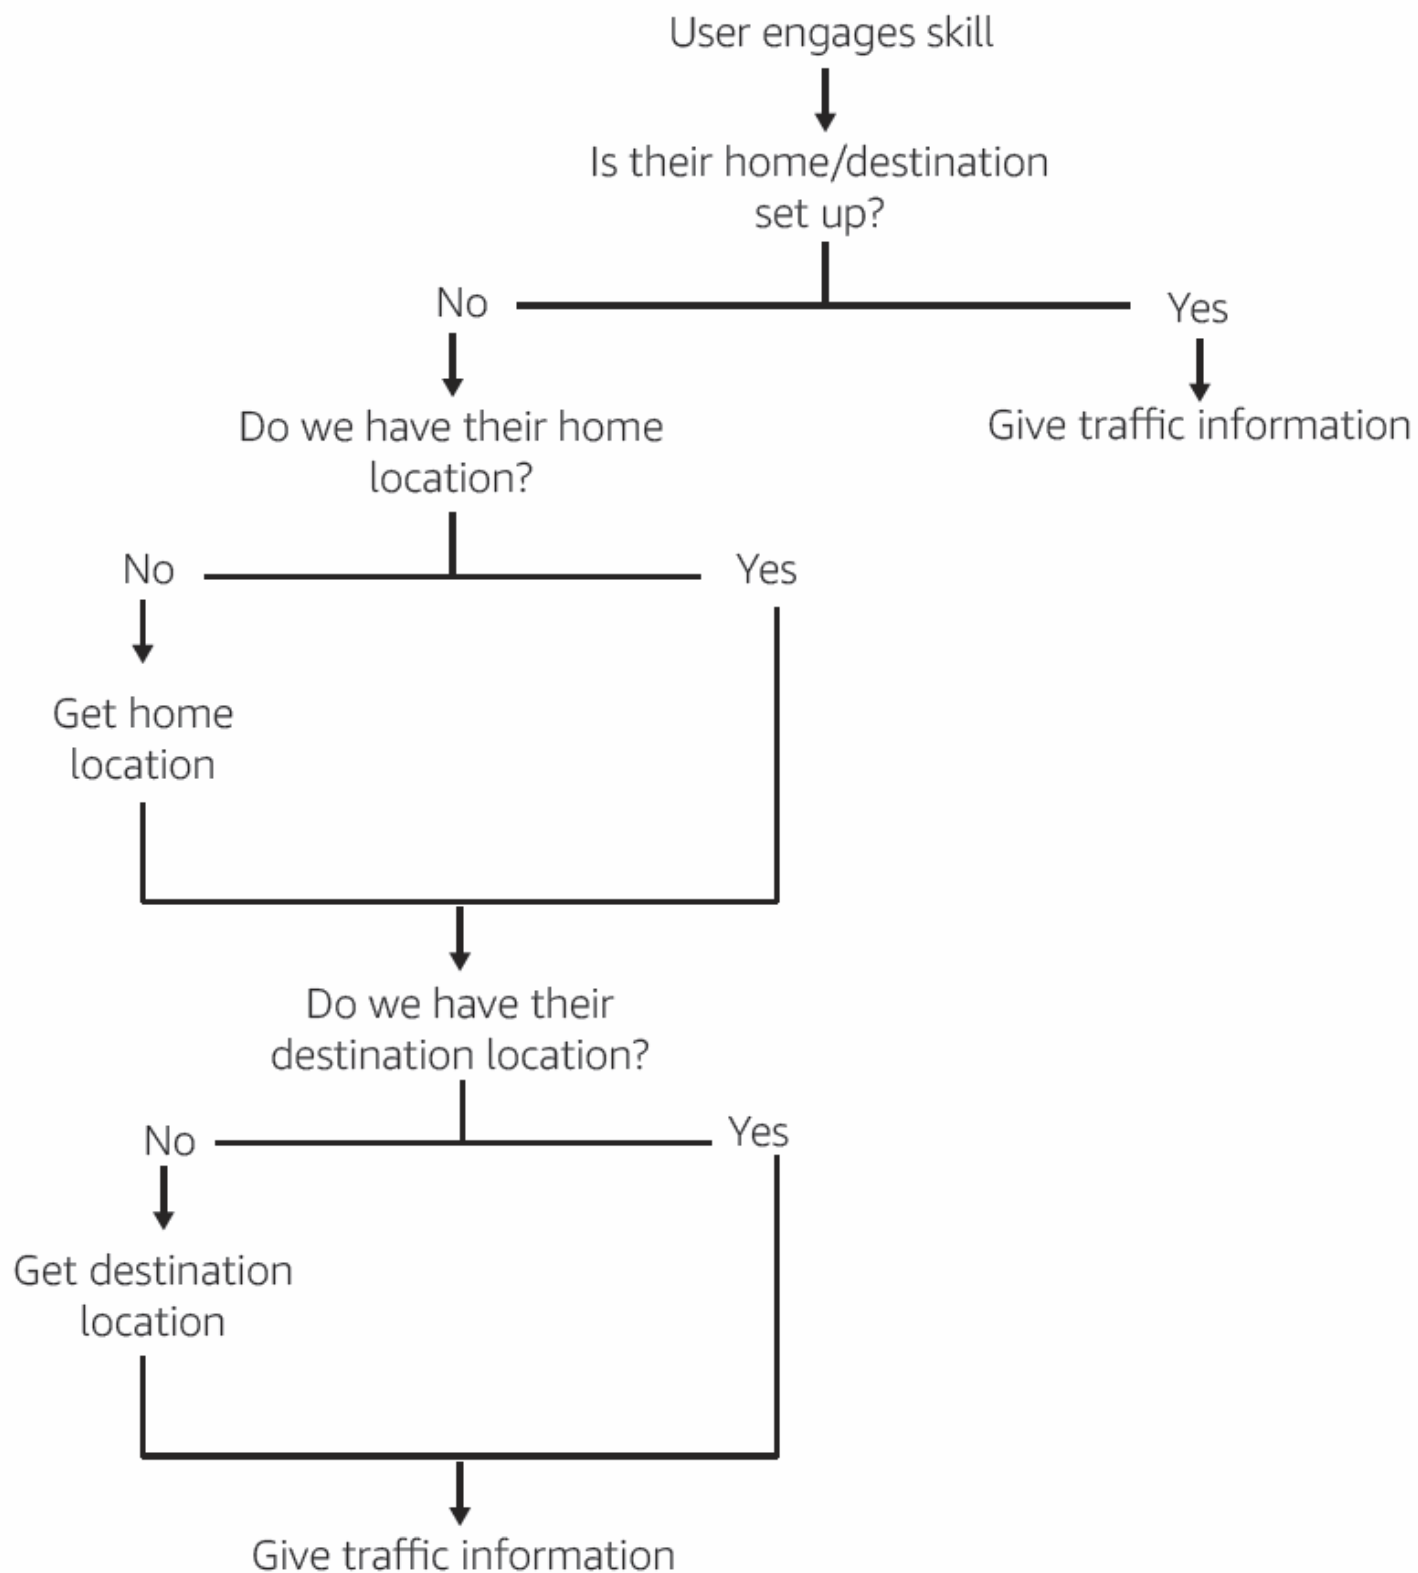 User engages skill
Is their home/destination
set up?
No
Yes
Do we have their home
location?
Give traffic information
No
Yes
Get home
location
Do we have their
destination location?
No
Yes
Get destination
location
Give traffic information